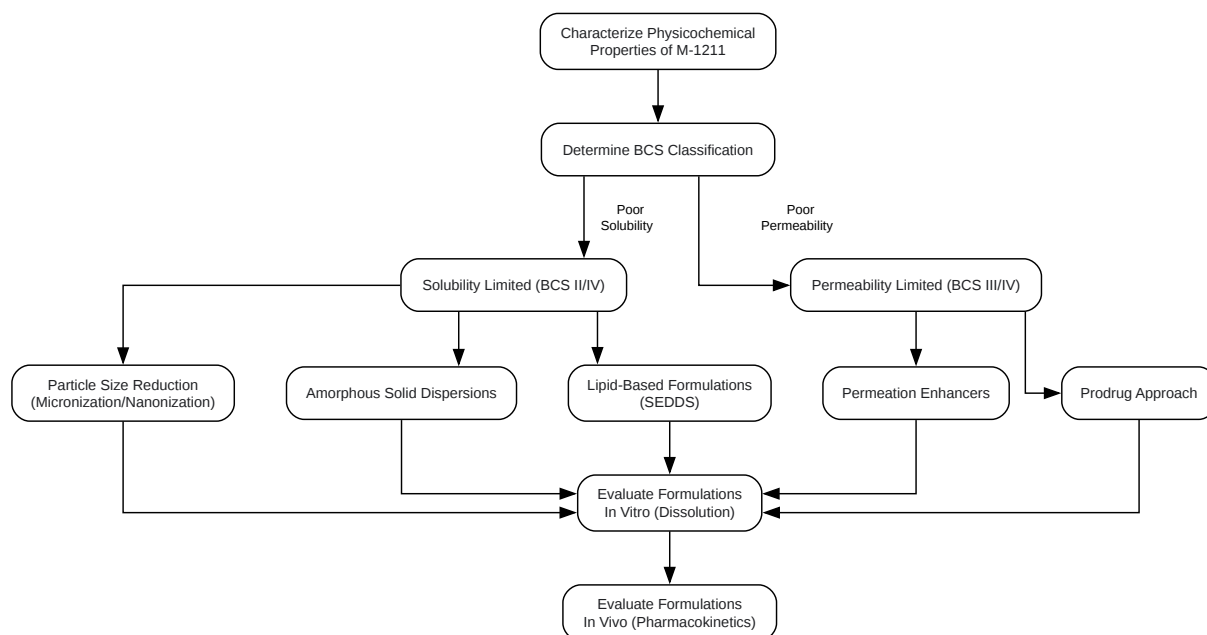 Characterize Physicochemical
Properties of M-1211
Determine BCS Classification
Poor
Solubility
Poor
Permeability
Solubility Limited (BCS II/IV)
Permeability Limited (BCS III/IV)
Particle Size Reduction
(Micronization/Nanonization)
Amorphous Solid Dispersions
Lipid-Based Formulations
(SEDDS)
Permeation Enhancers
Prodrug Approach
Evaluate Formulations
In Vitro (Dissolution)
Evaluate Formulations
In Vivo (Pharmacokinetics)